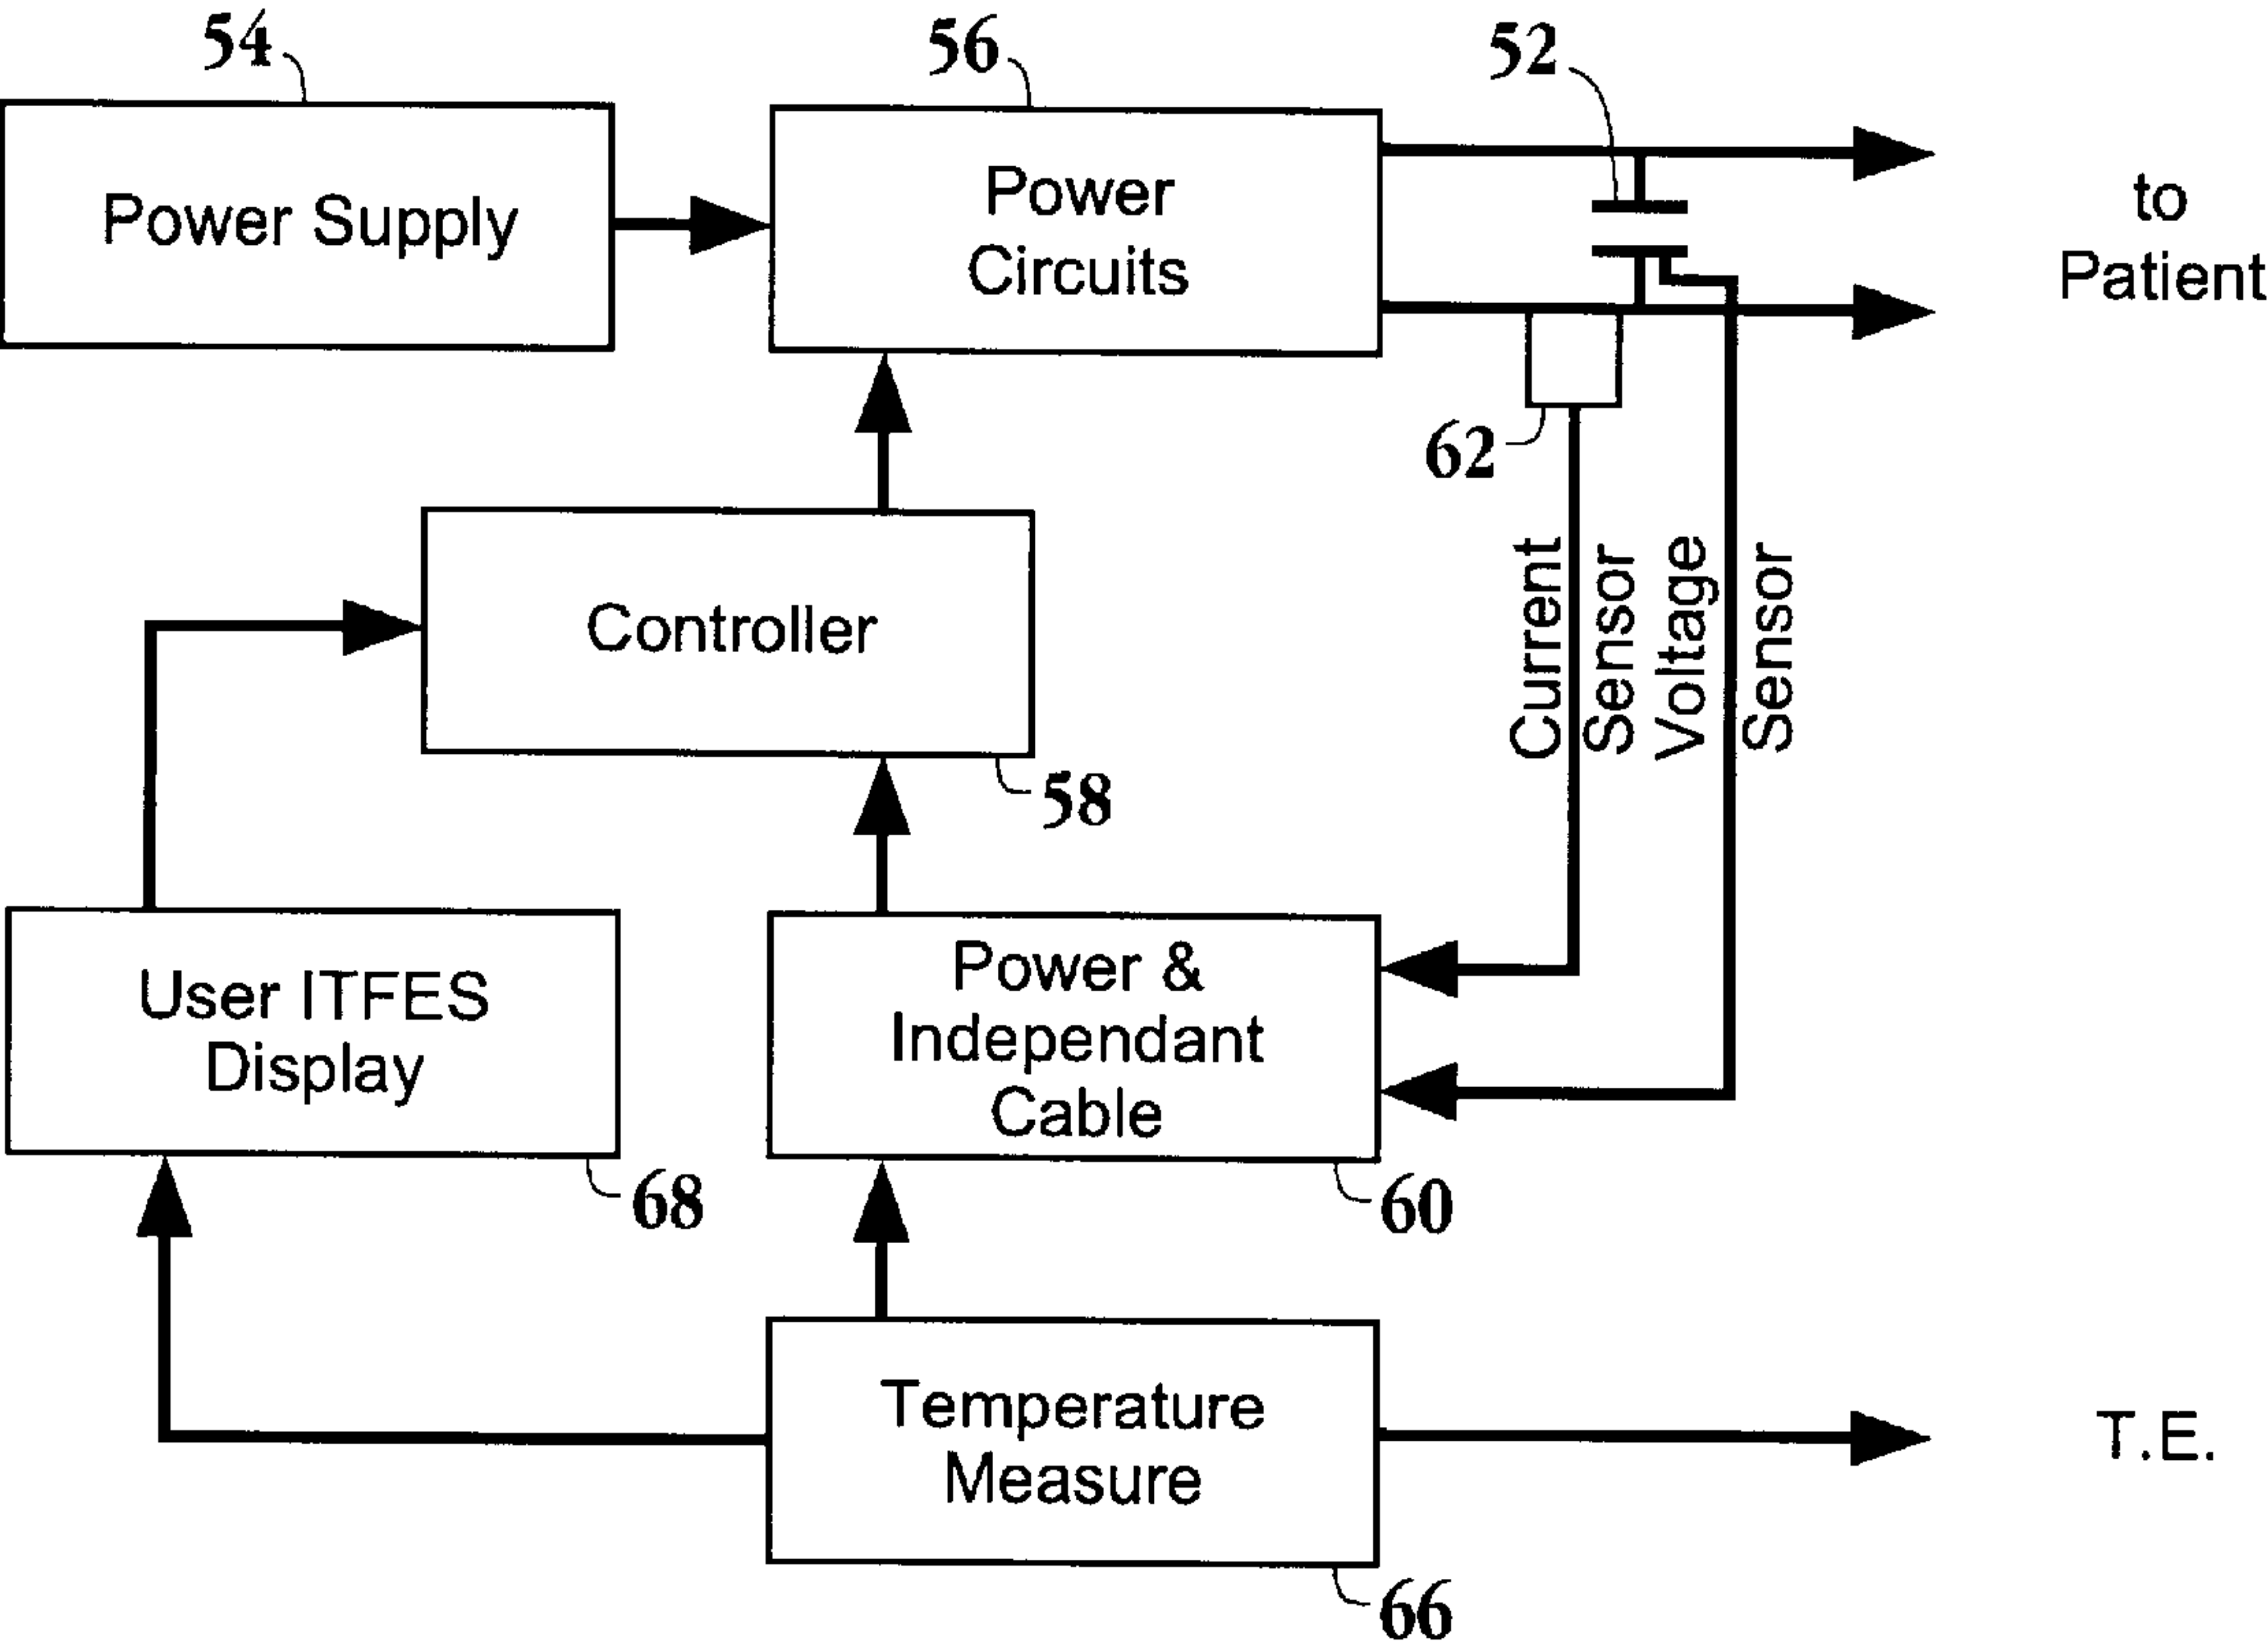 54
56
52
Power Supply
Power
Circuits
to
Patient
62
Controller
Current
Sensor
Voltage
Sensor
58
User ITFES
Display
Power &
Independant
Cable
68
60
Temperature
Measure
T.E.
66